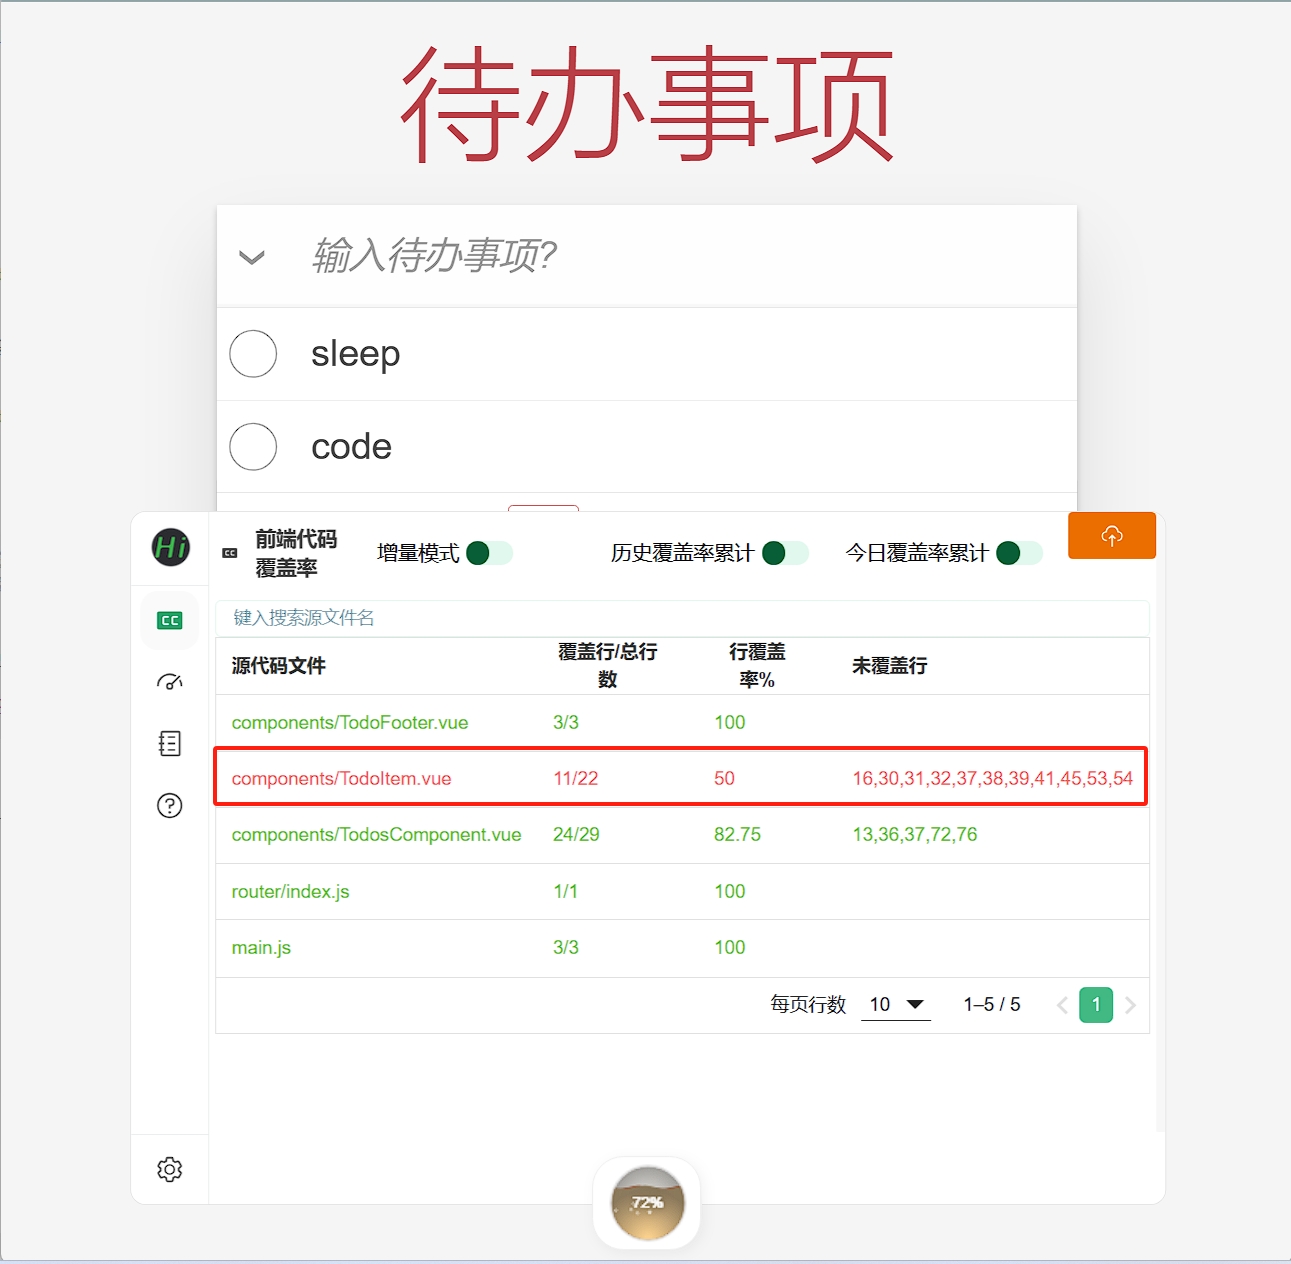 待办事项
输入待办事项?
sleep
code
Hi
CC
前端代码
覆盖率
增量模式
历史覆盖率累计
今日覆盖率累计
CC
键入搜索源文件名
源代码文件
覆盖行/总行
数
行覆盖
率%
未覆盖行
components/TodoFooter.vue 3/3 100
components/TodoItem.vue 11/22 50 16,30,31,32,37,38,39,41,45,53,54
components/TodosComponent.vue 24/29 82.75 13,36,37,72,76
router/index.js 1/1 100
main.js 3/3 100
每页行数 10 1–5 / 5 1
72%